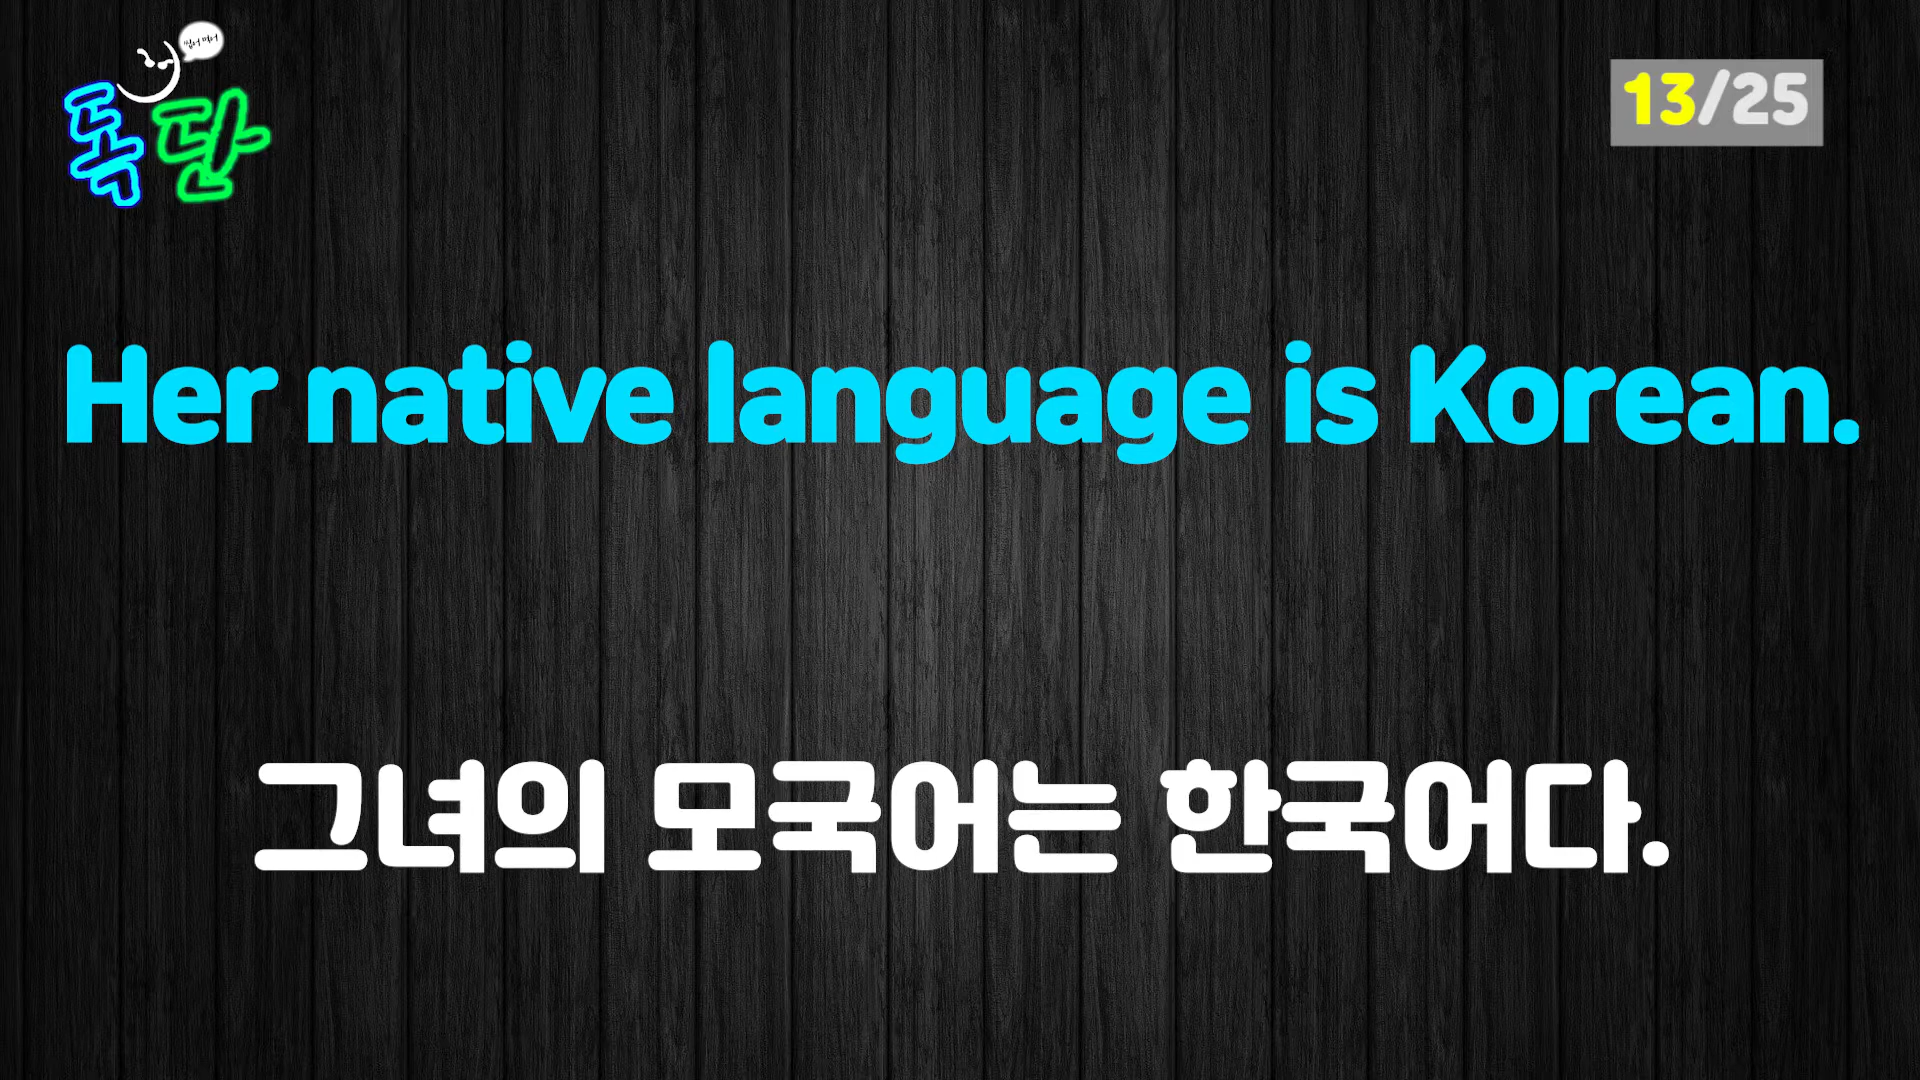 독단
13/25
Her native language is Korean.
그녀의 모국어는 한국어다.